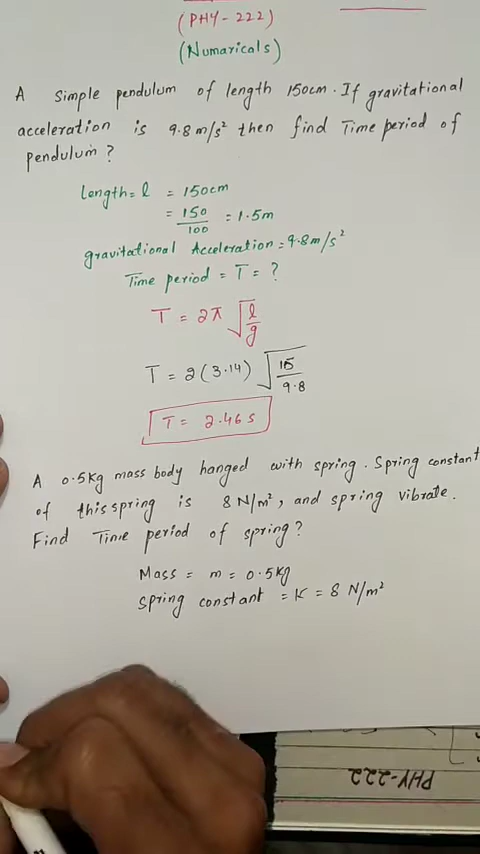 (PHY-222)
(Numaricals)
A Simple pendulum of length 150cm. If gravitational
acceleration is 9.8 m/s² then find Time period of
pendulum?
Length = l = 150cm
= 150/100 = 1.5m
gravitational Acceleration = 9.8m/s²
Time period = T = ?
T = 2π √(l/g)
T = 2(3.14) √(/9.8)
T = 2.46 s
A 0.5Kg mass body hanged with spring. Spring constant
of this spring is 8 N/m², and spring vibrate.
Find Time period of spring?
Mass = m = 0.5kg
Spring constant = K = 8 N/m²
PHY-222